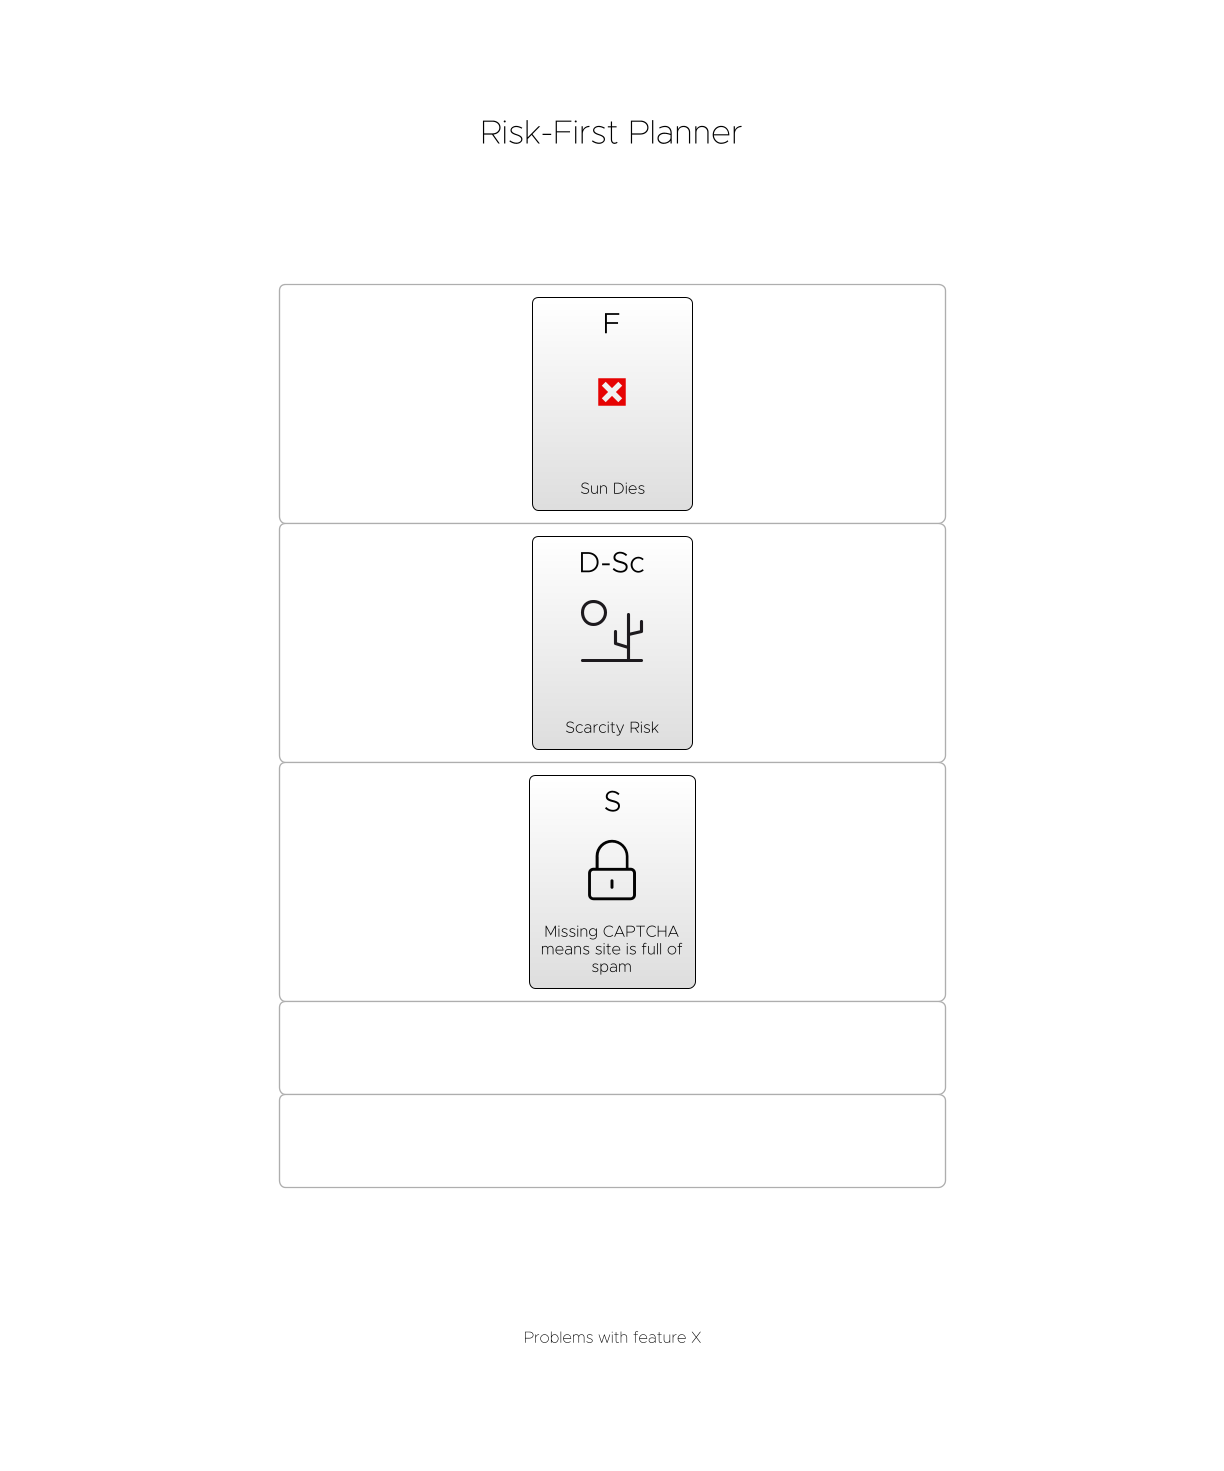 Risk-First Planner
F
Sun Dies
D-Sc
Scarcity Risk
S
Missing CAPTCHA
means site is full of
spam
Problems with feature X